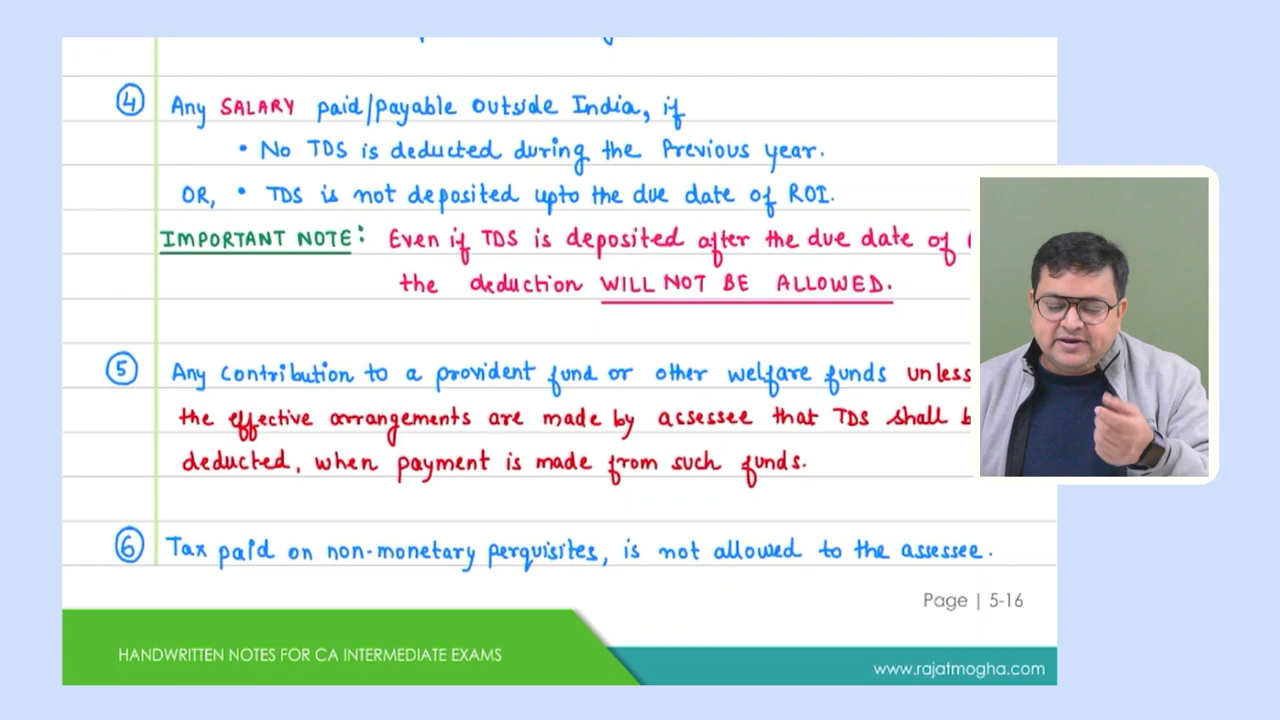 ④ Any SALARY paid/payable outside India, if
• No TDS is deducted during the Previous year.
OR, • TDS is not deposited upto the due date of ROI.
IMPORTANT NOTE: Even if TDS is deposited after the due date of
the deduction WILL NOT BE ALLOWED.
⑤ Any contribution to a provident fund or other welfare funds unless
the effective arrangements are made by assessee that TDS shall
deducted, when payment is made from such funds.
⑥ Tax paid on non-monetary perquisites, is not allowed to the assessee.
Page | 5-16
HANDWRITTEN NOTES FOR CA INTERMEDIATE EXAMS
www.rajatmogha.com